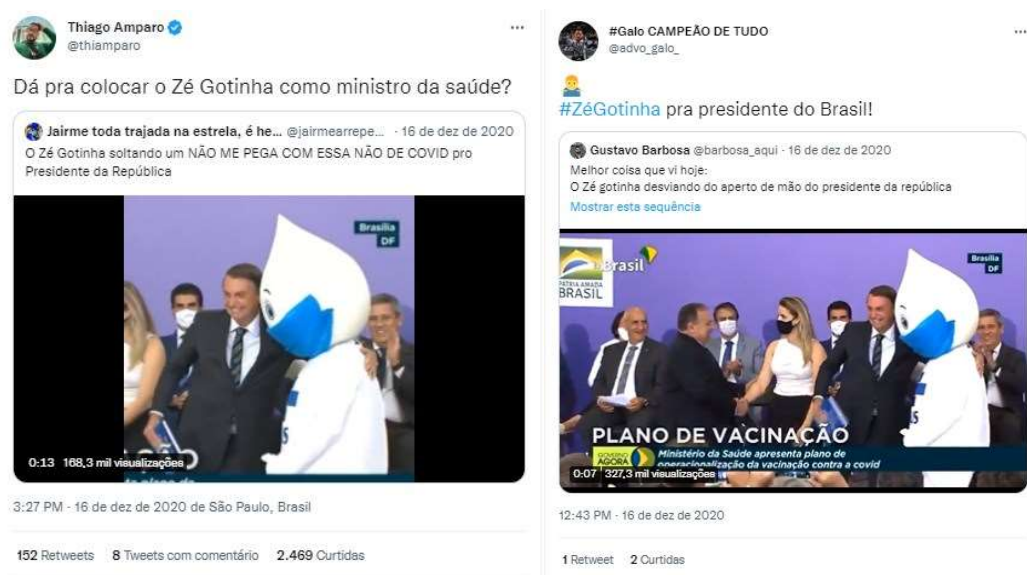 Thiago Amparo
@thiamparo
Dá pra colocar o Zé Gotinha como ministro da saúde?
Jairme toda trajada na estrela, é he... @jairmearrepe... · 16 de dez de 2020
O Zé Gotinha soltando um NÃO ME PEGA COM ESSA NÃO DE COVID pro
Presidente da República
Brasília
DF
0:13 168,3 mil visualizações
3:27 PM · 16 de dez de 2020 de São Paulo, Brasil
152 Retweets 8 Tweets com comentário 2.469 Curtidas
#Galo CAMPEÃO DE TUDO
@advo_galo_
#ZéGotinha pra presidente do Brasil!
Gustavo Barbosa @barbosa_aqui · 16 de dez de 2020
Melhor coisa que vi hoje:
O Zé gotinha desviando do aperto de mão do presidente da república
Mostrar esta sequência
Brasil
PÁTRIA AMADA
BRASIL
Brasília
DF
PLANO DE VACINAÇÃO
GOVERNO
AGORA
Ministério da Saúde apresenta plano de
operacionalização da vacinação contra a covid
0:07 327,3 mil visualizações
12:43 PM · 16 de dez de 2020
1 Retweet 2 Curtidas